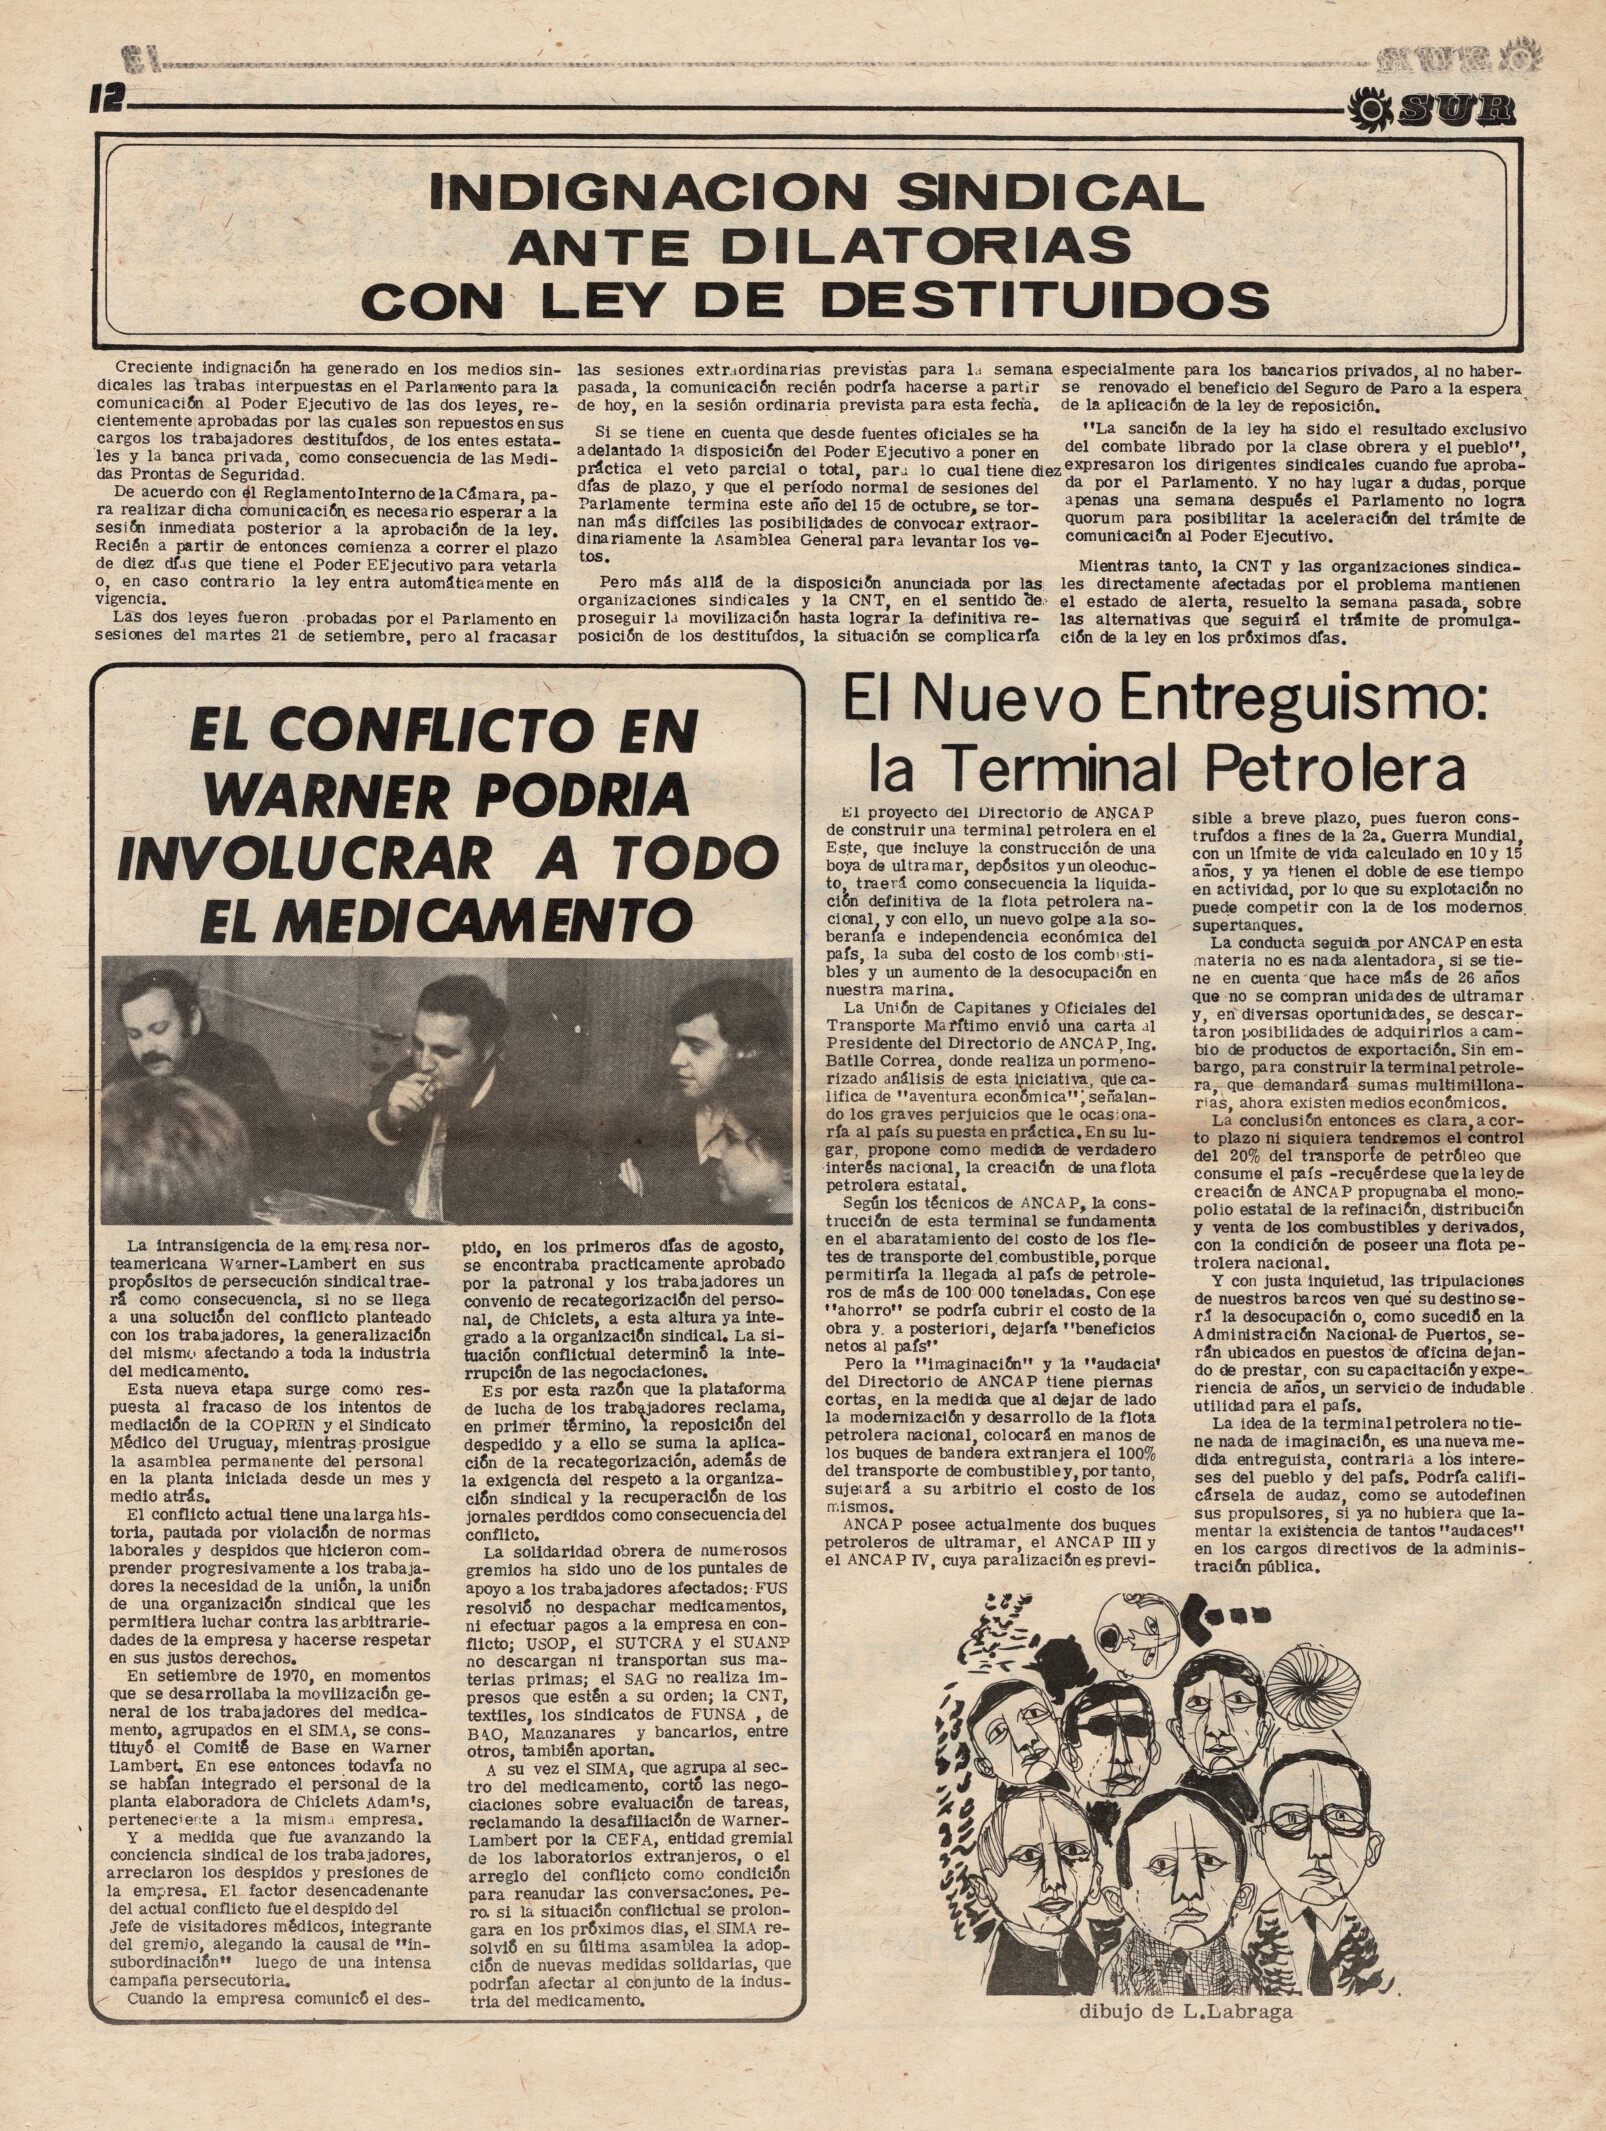 12
SUR
INDIGNACION SINDICAL
ANTE DILATORIAS
CON LEY DE DESTITUIDOS
Creciente indignación ha generado en los medios sin-
dicales las trabas interpuestas en el Parlamento para la
comunicación al Poder Ejecutivo de las dos leyes, re-
cientemente aprobadas por las cuales son repuestos en sus
cargos los trabajadores destituídos, de los entes estata-
les y la banca privada, como consecuencia de las Medi-
das Prontas de Seguridad.
De acuerdo con el Reglamento Interno de la Cámara, pa-
ra realizar dicha comunicación es necesario esperar a la
sesión inmediata posterior a la aprobación de la ley.
Recién a partir de entonces comienza a correr el plazo
de diez días que tiene el Poder EEjecutivo para vetarla
o, en caso contrario la ley entra automáticamente en
vigencia.
Las dos leyes fueron probadas por el Parlamento en
sesiones del martes 21 de setiembre, pero al fracasar
las sesiones extraordinarias previstas para la semana
pasada, la comunicación recién podría hacerse a partir
de hoy, en la sesión ordinaria prevista para esta fecha.
Si se tiene en cuenta que desde fuentes oficiales se ha
adelantado la disposición del Poder Ejecutivo a poner en
práctica el veto parcial o total, para lo cual tiene diez
días de plazo, y que el período normal de sesiones del
Parlamente termina este año del 15 de octubre, se tor-
nan más difíciles las posibilidades de convocar extraor-
dinariamente la Asamblea General para levantar los ve-
tos.
Pero más allá de la disposición anunciada por las
organizaciones sindicales y la CNT, en el sentido de
proseguir la movilización hasta lograr la definitiva re-
posición de los destituídos, la situación se complicaría
especialmente para los bancarios privados, al no haber-
se renovado el beneficio del Seguro de Paro a la espera
de la aplicación de la ley de reposición.
"La sanción de la ley ha sido el resultado exclusivo
del combate librado por la clase obrera y el pueblo",
expresaron los dirigentes sindicales cuando fue aproba-
da por el Parlamento. Y no hay lugar a dudas, porque
apenas una semana después el Parlamento no logra
quorum para posibilitar la aceleración del trámite de
comunicación al Poder Ejecutivo.
Mientras tanto, la CNT y las organizaciones sindica-
les directamente afectadas por el problema mantienen
el estado de alerta, resuelto la semana pasada, sobre
las alternativas que seguirá el trámite de promulga-
ción de la ley en los próximos días.
EL CONFLICTO EN
WARNER PODRIA
INVOLUCRAR A TODO
EL MEDICAMENTO
La intransigencia de la empresa nor-
teamericana Warner-Lambert en sus
propósitos de persecución sindical trae-
rá como consecuencia, si no se llega
a una solución del conflicto planteado
con los trabajadores, la generalización
del mismo afectando a toda la industria
del medicamento.
Esta nueva etapa surge como res-
puesta al fracaso de los intentos de
mediación de la COPRIN y el Sindicato
Médico del Uruguay, mientras prosigue
la asamblea permanente del personal
en la planta iniciada desde un mes y
medio atrás.
El conflicto actual tiene una larga his-
toria, pautada por violación de normas
laborales y despidos que hicieron com-
prender progresivamente a los trabaja-
dores la necesidad de la unión, la unión
de una organización sindical que les
permitiera luchar contra las arbitrarie-
dades de la empresa y hacerse respetar
en sus justos derechos.
En setiembre de 1970, en momentos
que se desarrollaba la movilización ge-
neral de los trabajadores del medica-
mento, agrupados en el SIMA, se cons-
tituyó el Comité de Base en Warner
Lambert. En ese entonces todavía no
se habían integrado el personal de la
planta elaboradora de Chiclets Adam's,
perteneciente a la misma empresa.
Y a medida que fue avanzando la
conciencia sindical de los trabajadores,
arreciaron los despidos y presiones de
la empresa. El factor desencadenante
del actual conflicto fue el despido del
Jefe de visitadores médicos, integrante
del gremio, alegando la causal de "in-
subordinación" luego de una intensa
campaña persecutoria.
Cuando la empresa comunicó el des-
pido, en los primeros días de agosto,
se encontraba practicamente aprobado
por la patronal y los trabajadores un
convenio de recategorización del perso-
nal, de Chiclets, a esta altura ya inte-
grado a la organización sindical. La si-
tuación conflictual determinó la inte-
rrupción de las negociaciones.
Es por esta razón que la plataforma
de lucha de los trabajadores reclama,
en primer término, la reposición del
despedido y a ello se suma la aplica-
ción de la recategorización, además de
la exigencia del respeto a la organiza-
ción sindical y la recuperación de los
jornales perdidos como consecuencia del
conflicto.
La solidaridad obrera de numerosos
gremios ha sido uno de los puntales de
apoyo a los trabajadores afectados: FUS
resolvió no despachar medicamentos,
ni efectuar pagos a la empresa en con-
flicto; USOP, el SUTCRA y el SUANP
no descargan ni transportan sus ma-
terias primas; el SAG no realiza im-
presos que estén a su orden; la CNT,
textiles, los sindicatos de FUNSA , de
BAO, Manzanares y bancarios, entre
otros, también aportan.
A su vez el SIMA, que agrupa al sec-
tro del medicamento, cortó las nego-
ciaciones sobre evaluación de tareas,
reclamando la desafiliación de Warner-
Lambert por la CEFA, entidad gremial
de los laboratorios extranjeros, o el
arreglo del conflicto como condición
para reanudar las conversaciones. Pe-
ro. si la situación conflictual se prolon-
gara en los próximos dias, el SIMA re-
solvió en su última asamblea la adop-
ción de nuevas medidas solidarias, que
podrían afectar al conjunto de la indus-
tria del medicamento.
El Nuevo Entreguismo:
la Terminal Petrolera
El proyecto del Directorio de ANCAP
de construir una terminal petrolera en el
Este, que incluye la construcción de una
boya de ultramar, depósitos y un oleoduc-
to, traerá como consecuencia la liquida-
ción definitiva de la flota petrolera na-
cional, y con ello, un nuevo golpe a la so-
beranía e independencia económica del
país, la suba del costo de los combusti-
bles y un aumento de la desocupación en
nuestra marina.
La Unión de Capitanes y Oficiales del
Transporte Marítimo envió una carta al
Presidente del Directorio de ANCAP, Ing.
Batlle Correa, donde realiza un pormeno-
rizado análisis de esta iniciativa, que ca-
lifica de "aventura económica"; señalan-
do los graves perjuicios que le ocasiona-
ría al país su puesta en práctica. En su lu-
gar, propone como medida de verdadero
interés nacional, la creación de una flota
petrolera estatal.
Según los técnicos de ANCAP, la cons-
trucción de esta terminal se fundamenta
en el abaratamiento del costo de los fle-
tes de transporte del combustible, porque
permitiría la llegada al país de petrole-
ros de más de 100 000 toneladas. Con ese
"ahorro" se podría cubrir el costo de la
obra y. a posteriori, dejaría "beneficios
netos al país"
Pero la "imaginación" y la "audacia'
del Directorio de ANCAP tiene piernas
cortas, en la medida que al dejar de lado
la modernización y desarrollo de la flota
petrolera nacional, colocará en manos de
los buques de bandera extranjera el 100%
del transporte de combustible y, por tanto,
sujetará a su arbitrio el costo de los
mismos.
ANCAP posee actualmente dos buques
petroleros de ultramar, el ANCAP III y
el ANCAP IV, cuya paralización es previ-
sible a breve plazo, pues fueron cons-
truídos a fines de la 2a. Guerra Mundial,
con un límite de vida calculado en 10 y 15
años, y ya tienen el doble de ese tiempo
en actividad, por lo que su explotación no
puede competir con la de los modernos
supertanques.
La conducta seguida por ANCAP en esta
materia no es nada alentadora, si se tie-
ne en cuenta que hace más de 26 años
que no se compran unidades de ultramar
y, en diversas oportunidades, se descar-
taron posibilidades de adquirirlos a cam-
bio de productos de exportación. Sin em-
bargo, para construir la terminal petrole-
ra, que demandará sumas multimillona-
rias, ahora existen medios económicos.
La conclusión entonces es clara, a cor-
to plazo ni siquiera tendremos el control
del 20% del transporte de petróleo que
consume el país -recuérdese que la ley de
creación de ANCAP propugnaba el mono-
polio estatal de la refinación, distribución
y venta de los combustibles y derivados,
con la condición de poseer una flota pe-
trolera nacional.
Y con justa inquietud, las tripulaciones
de nuestros barcos ven que su destino se-
rá la desocupación o, como sucedió en la
Administración Nacional de Puertos, se-
rán ubicados en puestos de oficina dejan-
do de prestar, con su capacitación y expe-
riencia de años, un servicio de indudable
utilidad para el país.
La idea de la terminal petrolera no tie-
ne nada de imaginación, es una nueva me-
dida entreguista, contraria a los intere-
ses del pueblo y del país. Podría califi-
cársela de audaz, como se autodefinen
sus propulsores, si ya no hubiera que la-
mentar la existencia de tantos "audaces"
en los cargos directivos de la adminis-
tración pública.
dibujo de L.Labraga